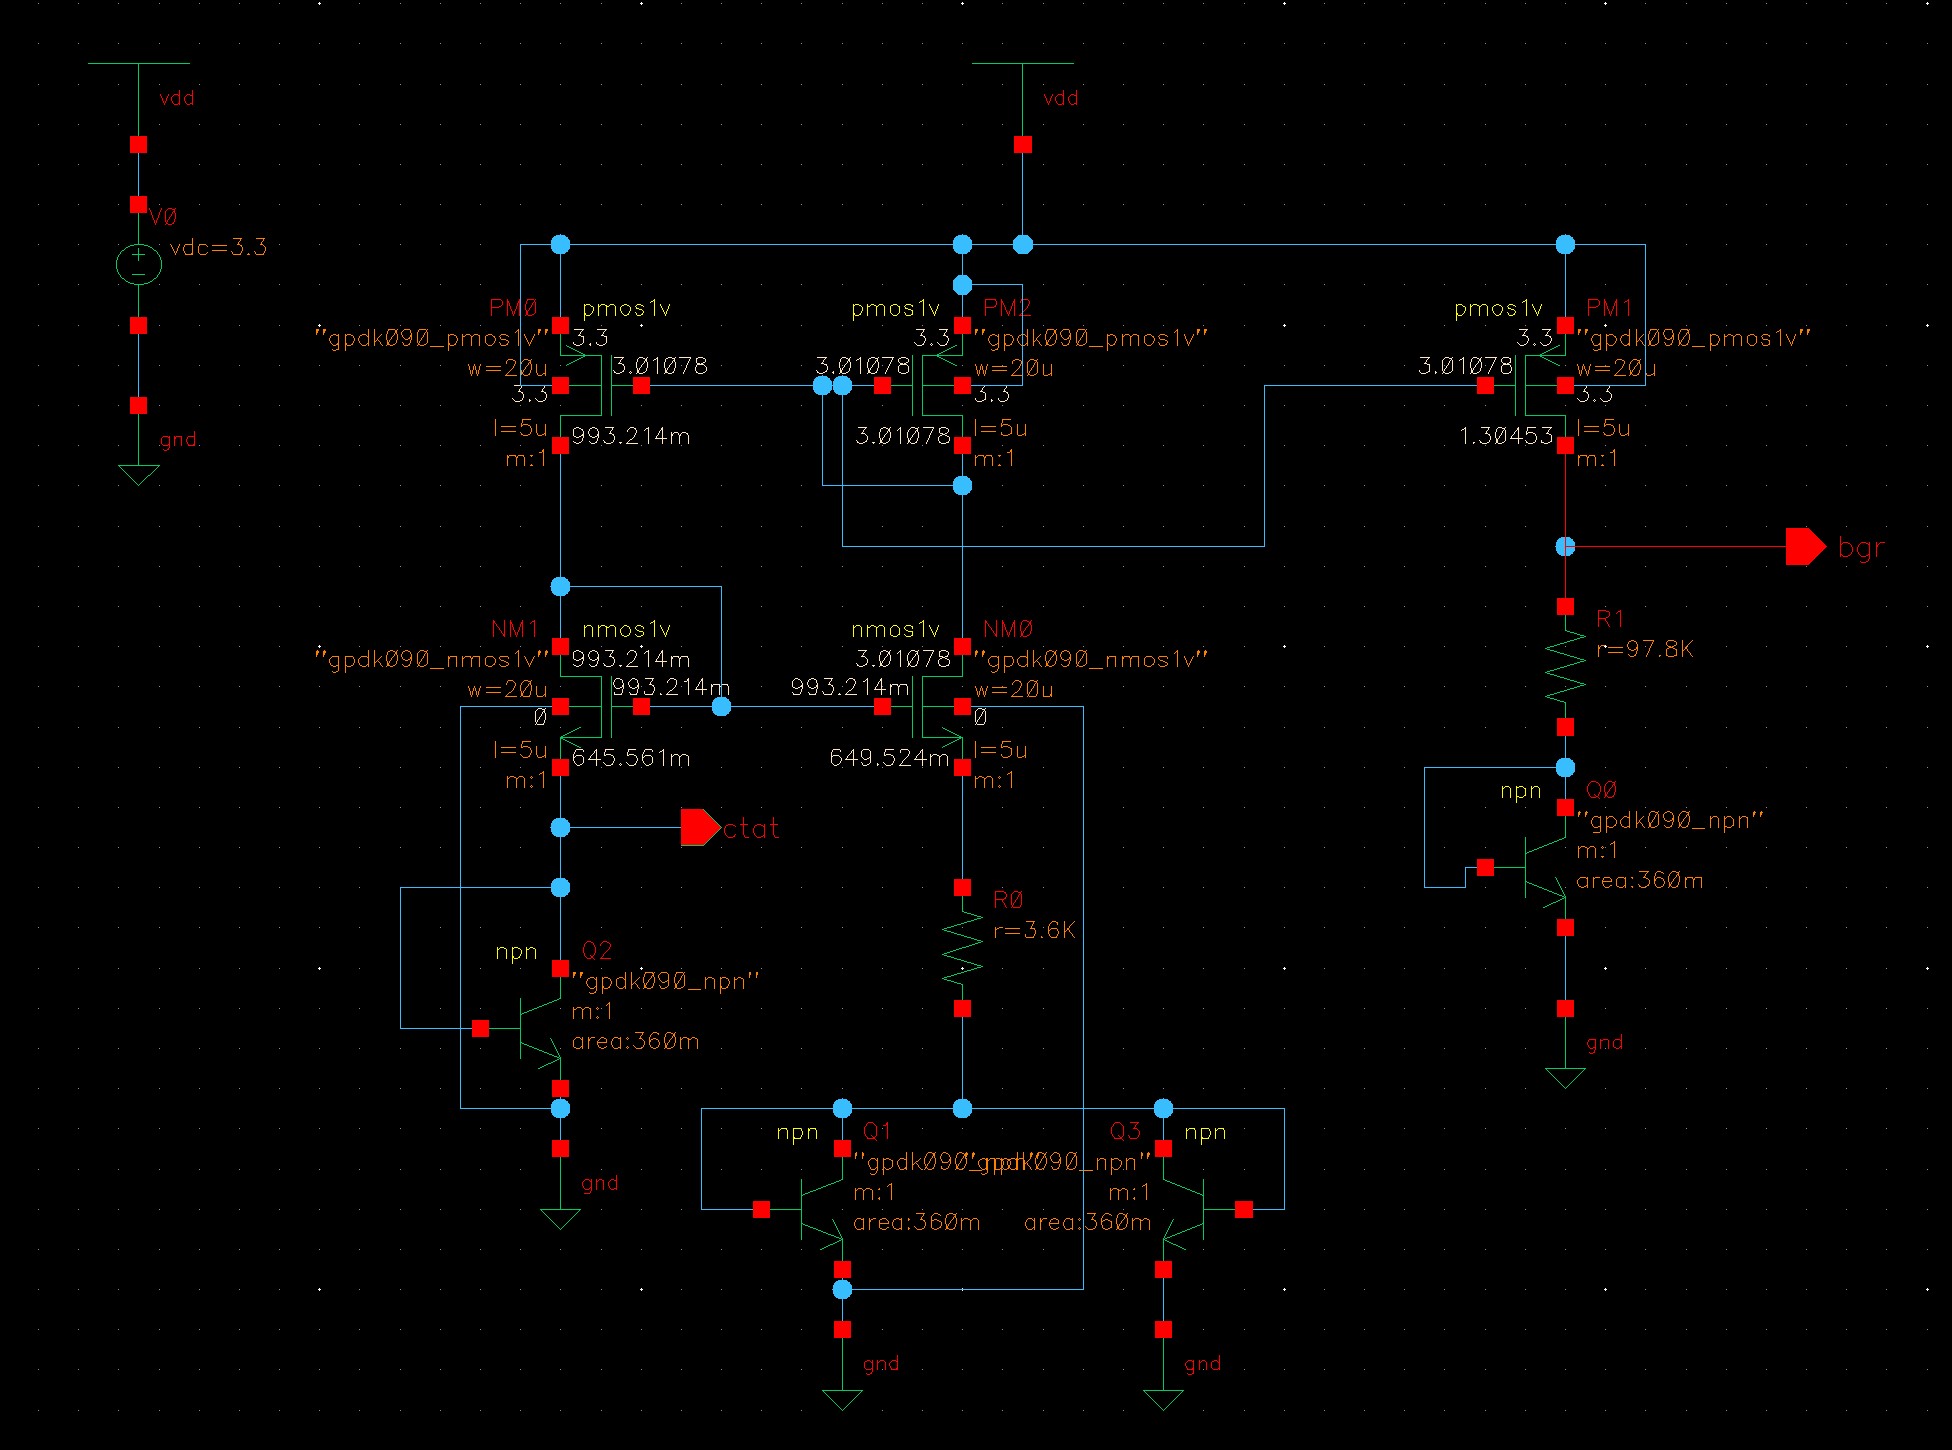 vdd
vdd
V0
vdc=3.3
gnd
PM0
pmos1v
"gpdk090_pmos1v"
3.3
w=20u
3.01078
3.3
l=5u
993.214m
m:1
pmos1v
PM2
3.3
"gpdk090_pmos1v"
3.01078
w=20u
3.3
3.01078
l=5u
m:1
pmos1v
PM1
3.3
"gpdk090_pmos1v"
3.01078
w=20u
3.3
1.30453
l=5u
m:1
bgr
NM1
nmos1v
"gpdk090_nmos1v"
993.214m
w=20u
993.214m
0
l=5u
645.561m
m:1
nmos1v
NM0
3.01078
"gpdk090_nmos1v"
993.214m
w=20u
0
649.524m
l=5u
m:1
R1
r=97.8K
ctat
npn
Q0
"gpdk090_npn"
m:1
area:360m
R0
r=3.6K
npn
Q2
"gpdk090_npn"
m:1
area:360m
gnd
gnd
npn
Q1
"gpdk090_npn"
m:1
area:360m
Q3
npn
"gpdk090_npn"
m:1
area:360m
gnd
gnd